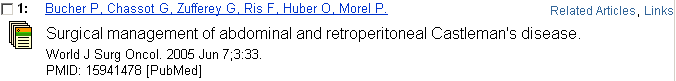 1: Bucher P, Chassot G, Zufferey G, Ris F, Huber O, Morel P. Related Articles, Links
Surgical management of abdominal and retroperitoneal Castleman's disease.
World J Surg Oncol. 2005 Jun 7;3:33.
PMID: 15941478 [PubMed]